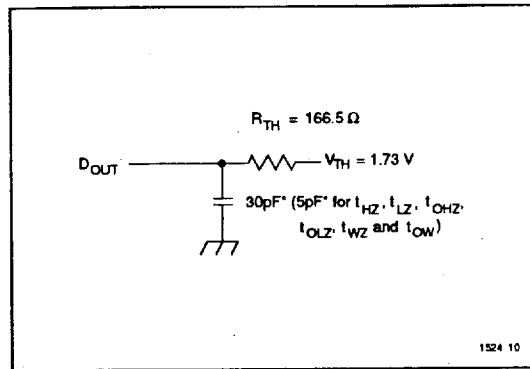 R_TH = 166.5 Ω
D_OUT
V_TH = 1.73 V
30pF* (5pF* for t_HZ, t_LZ, t_OHZ,
t_OLZ, t_WZ and t_OW)
1524 10